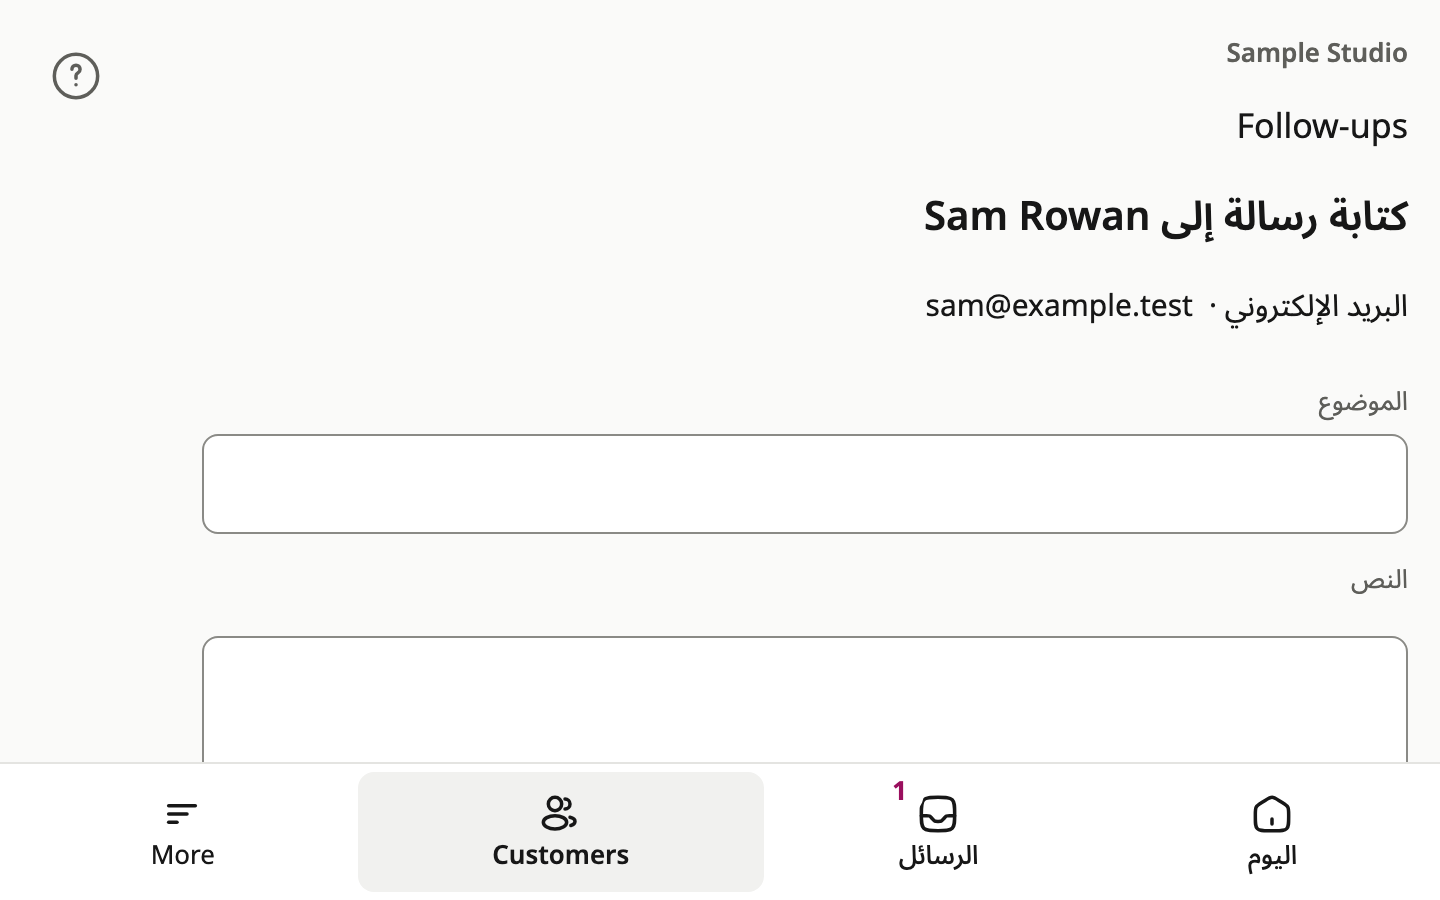 Sample Studio
Follow-ups
كتابة رسالة إلى Sam Rowan
البريد الإلكتروني · sam@example.test
الموضوع
النص
اليوم
1
الرسائل
Customers
More